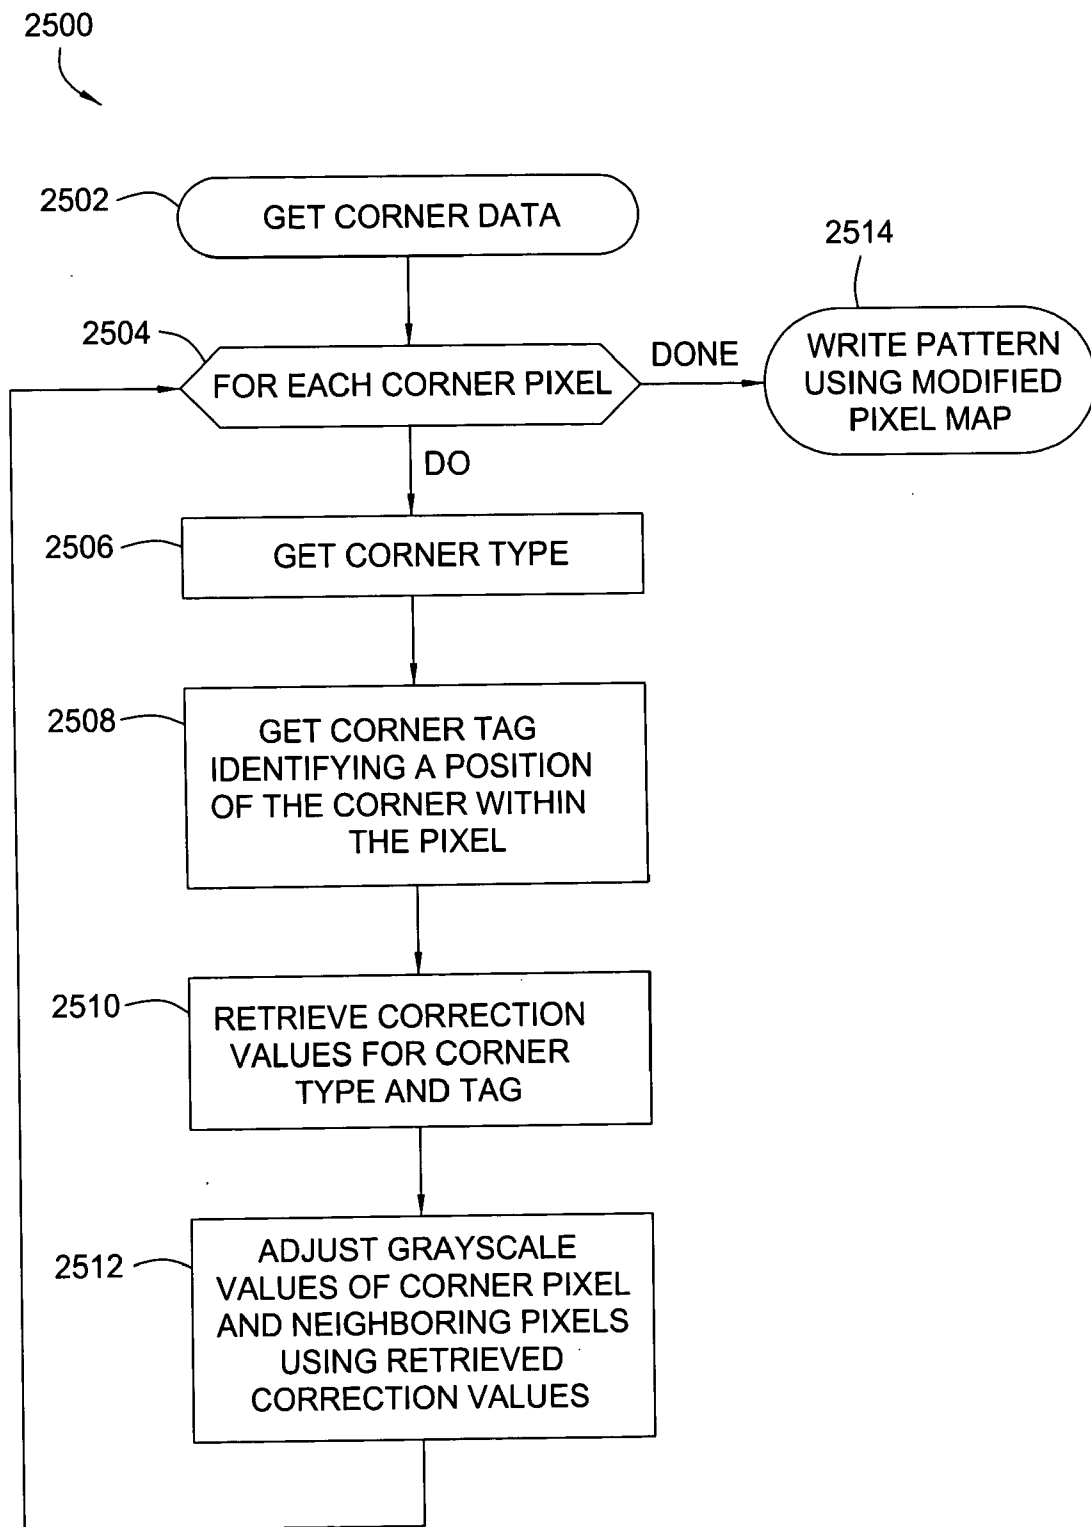 2500
2502
GET CORNER DATA
2514
2504
FOR EACH CORNER PIXEL
DONE
WRITE PATTERN
USING MODIFIED
PIXEL MAP
DO
2506
GET CORNER TYPE
2508
GET CORNER TAG
IDENTIFYING A POSITION
OF THE CORNER WITHIN
THE PIXEL
2510
RETRIEVE CORRECTION
VALUES FOR CORNER
TYPE AND TAG
2512
ADJUST GRAYSCALE
VALUES OF CORNER PIXEL
AND NEIGHBORING PIXELS
USING RETRIEVED
CORRECTION VALUES